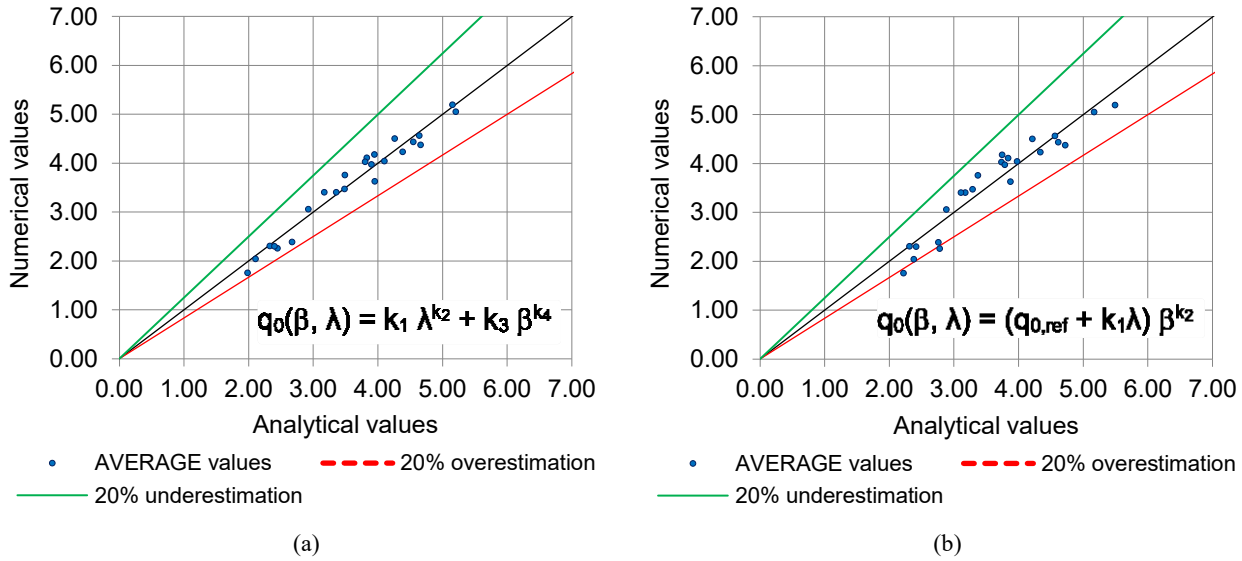 7.00
6.00
5.00
4.00
3.00
2.00
1.00
0.00
Numerical values
q0(β, λ) = k1 λ^k2 + k3 β^k4
0.00 1.00 2.00 3.00 4.00 5.00 6.00 7.00
Analytical values
AVERAGE values
20% overestimation
20% underestimation
(a)
7.00
6.00
5.00
4.00
3.00
2.00
1.00
0.00
Numerical values
q0(β, λ) = (q0,ref + k1λ) β^k2
0.00 1.00 2.00 3.00 4.00 5.00 6.00 7.00
Analytical values
AVERAGE values
20% overestimation
20% underestimation
(b)